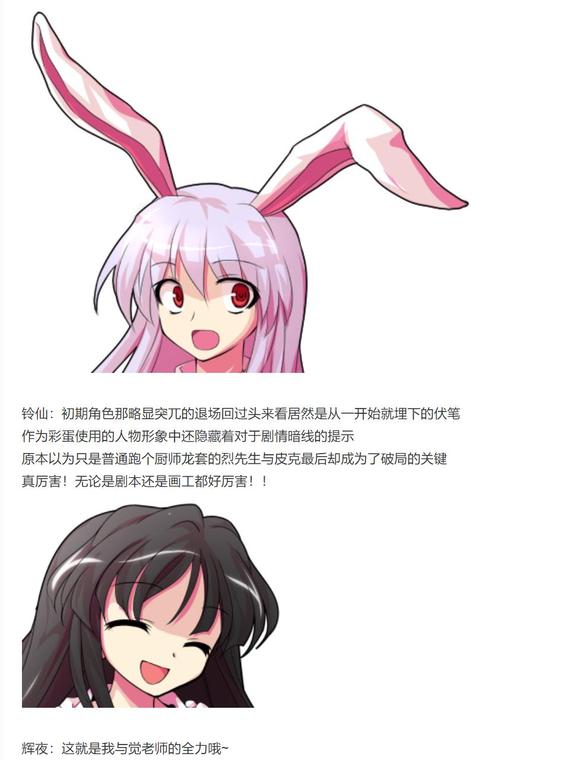 铃仙：初期角色那略显突兀的退场回过头来看居然是从一开始就埋下的伏笔
作为彩蛋使用的人物形象中还隐藏着对于剧情暗线的提示
原本以为只是普通跑个厨师龙套的烈先生与皮克最后却成为了破局的关键
真厉害！无论是剧本还是画工都好厉害！！
辉夜：这就是我与觉老师的全力哦~